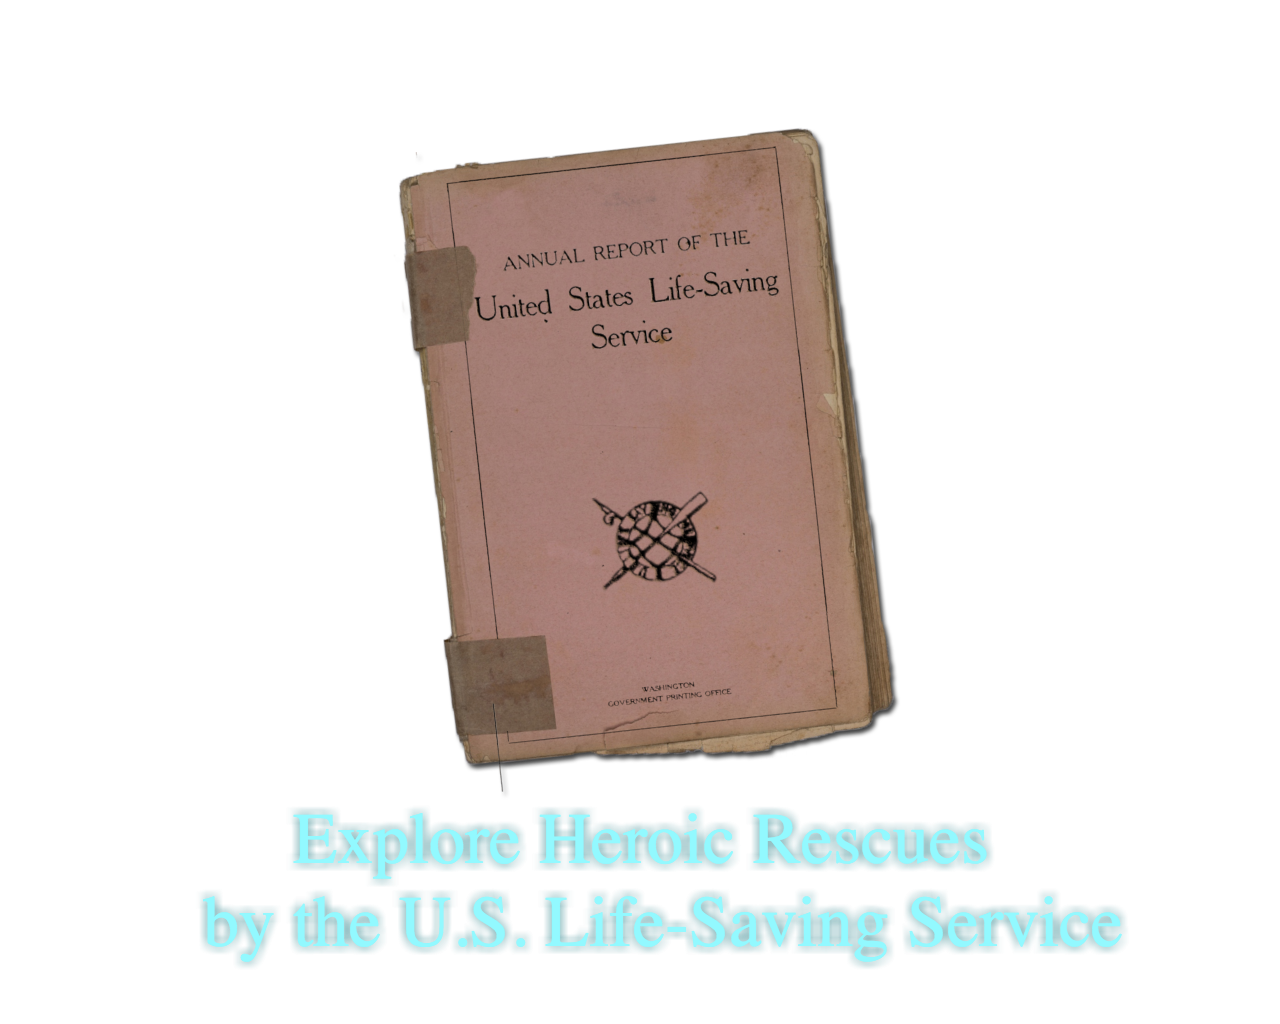 ANNUAL REPORT OF THE
United States Life-Saving
Service
WASHINGTON
GOVERNMENT PRINTING OFFICE
Explore Heroic Rescues
by the U.S. Life-Saving Service